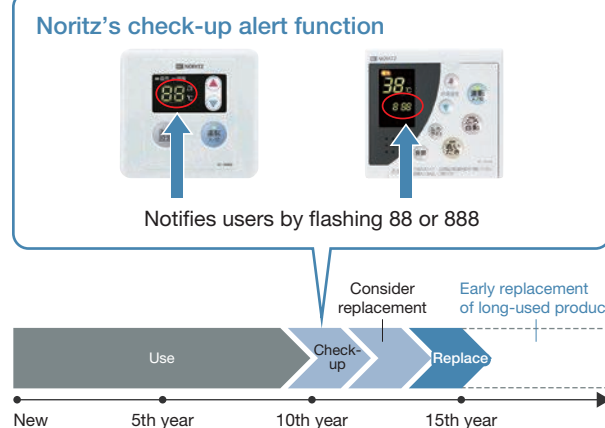 Noritz's check-up alert function
NORITZ
88
℃
NORITZ
38℃
888
Notifies users by flashing 88 or 888
Consider
replacement
Early replacement
of long-used produc
Use
Check-
up
Replace
New
5th year
10th year
15th year